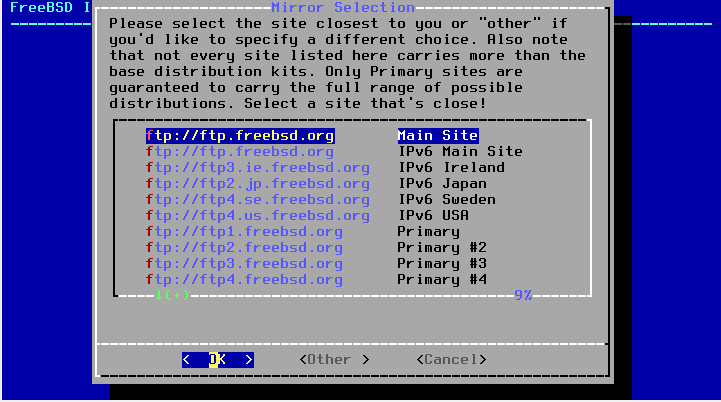 FreeBSD I
Mirror Selection
Please select the site closest to you or "other" if
you'd like to specify a different choice. Also note
that not every site listed here carries more than the
base distribution kits. Only Primary sites are
guaranteed to carry the full range of possible
distributions. Select a site that's close!
ftp://ftp.freebsd.org Main Site
ftp://ftp.freebsd.org IPv6 Main Site
ftp://ftp3.ie.freebsd.org IPv6 Ireland
ftp://ftp2.jp.freebsd.org IPv6 Japan
ftp://ftp4.se.freebsd.org IPv6 Sweden
ftp://ftp4.us.freebsd.org IPv6 USA
ftp://ftp1.freebsd.org Primary
ftp://ftp2.freebsd.org Primary #2
ftp://ftp3.freebsd.org Primary #3
ftp://ftp4.freebsd.org Primary #4
1(+) 9%
< OK > <Other > <Cancel>